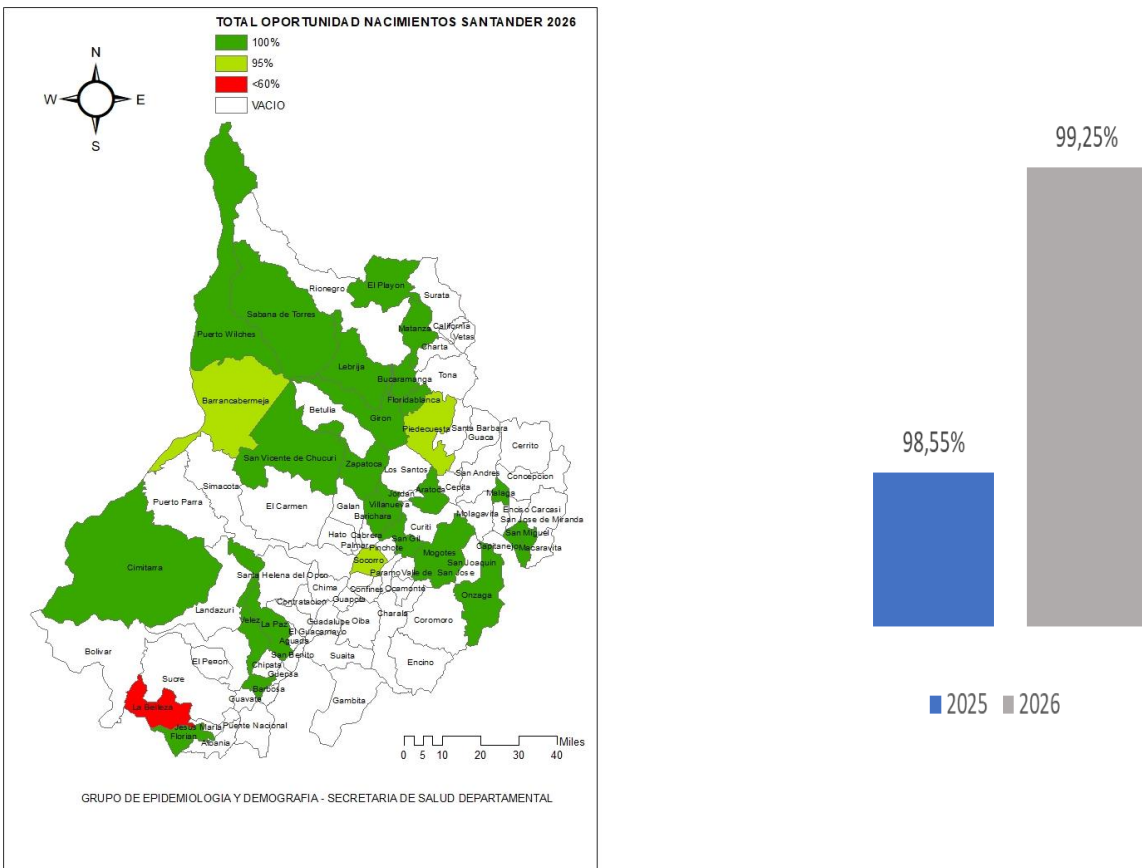 TOTAL OPORTUNIDAD NACIMIENTOS SANTANDER 2026
100%
95%
<60%
VACIO
N
W
E
S
Rionegro
El Playon
Surata
Sabana de Torres
Matanza
California
Vetas
Puerto Wilches
Charta
Lebrija
Tona
Bucaramanga
Floridablanca
Barrancabermeja
Betulia
Giron
Piedecuesta
Santa Barbara
Guaca
Cerrito
San Vicente de Chucuri
Zapatoca
Los Santos
San Andres
Concepcion
Simacota
Jordan
Aratoca
Cepita
Malaga
Puerto Parra
El Carmen
Galan
Villanueva
Barichara
Molagavita
Enciso
Carcasi
San Jose de Miranda
Hato
Cabrera
Curiti
San Gil
San Miguel
Palmar
Pinchote
Mogotes
Capitanejo
Macaravita
Socorro
San Joaquin
Cimitarra
Santa Helena del Opon
Paramo
Valle de San Jose
Chima
Confines
Ocamonte
Onzaga
Contratacion
Guapota
Landazuri
Charala
Velez
La Paz
Guadalupe
Oiba
Coromoro
El Guacamayo
Aguada
Bolivar
San Benito
Suaita
El Penon
Chipata
Encino
Sucre
Guepsa
Barbosa
Guavata
Gambita
La Belleza
Jesus Maria
Puente Nacional
Florian
Albania
Miles
0 5 10 20 30 40
GRUPO DE EPIDEMIOLOGIA Y DEMOGRAFIA - SECRETARIA DE SALUD DEPARTAMENTAL
99,25%
98,55%
2025 2026